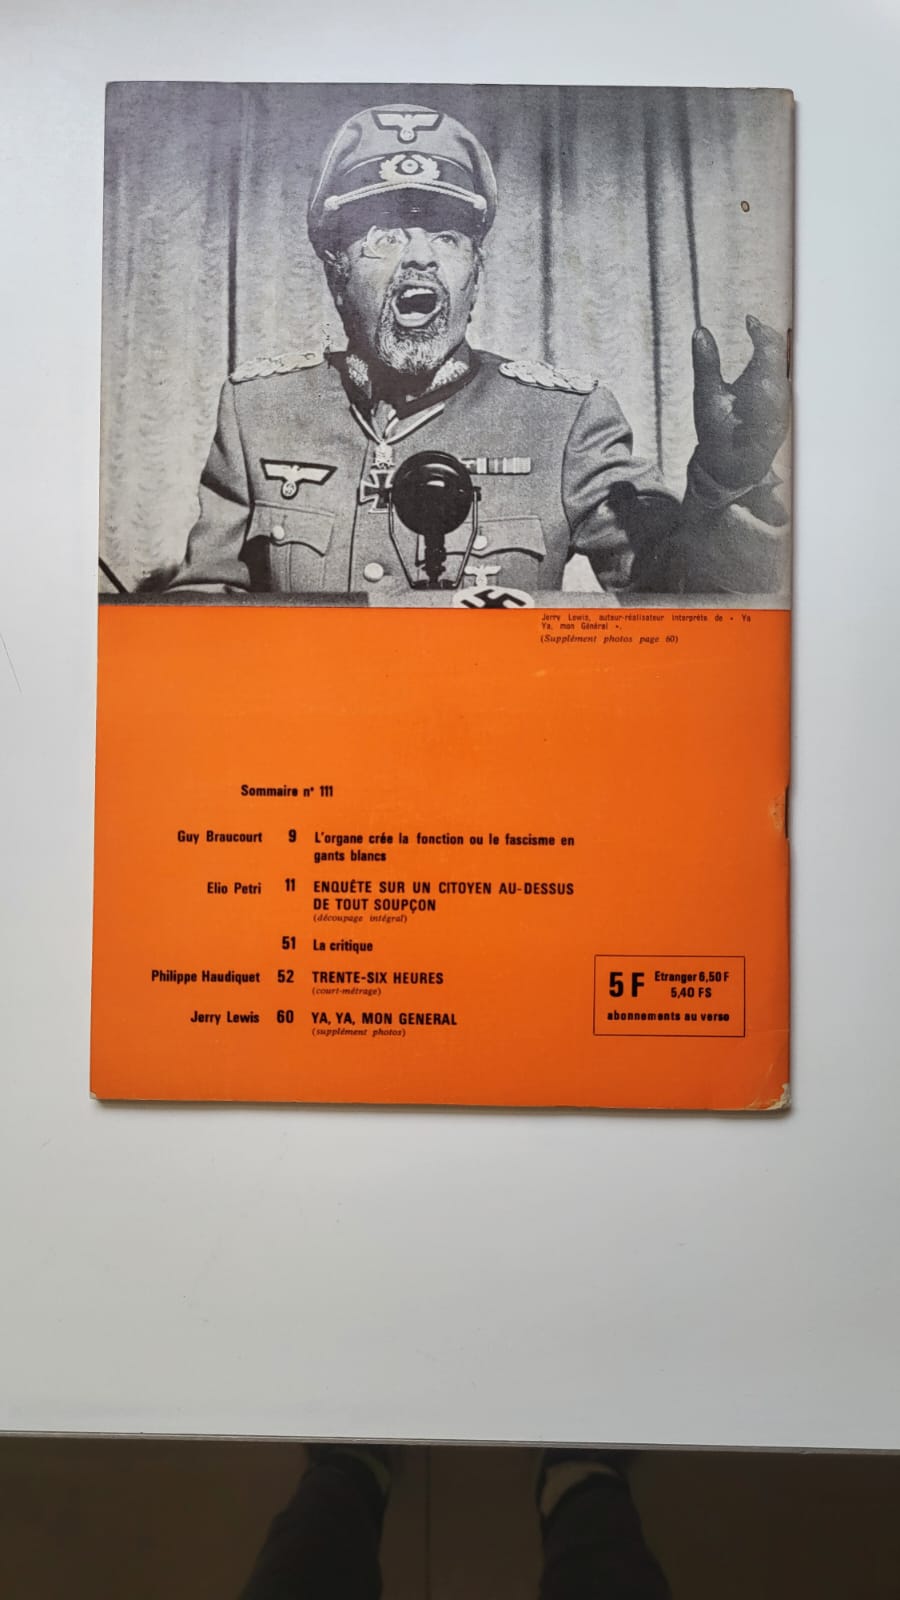 Jerry Lewis, auteur-réalisateur interprète de « Ya
Ya, mon Général ».
(Supplément photos page 60)
Sommaire n° 111
Guy Braucourt 9 L'organe crée la fonction ou le fascisme en
gants blancs
Elio Petri 11 ENQUÊTE SUR UN CITOYEN AU-DESSUS
DE TOUT SOUPÇON
(découpage intégral)
51 La critique
Philippe Haudiquet 52 TRENTE-SIX HEURES
(court-métrage)
Jerry Lewis 60 YA, YA, MON GENERAL
(supplément photos)
5 F Etranger 6,50 F
5,40 FS
abonnements au verso